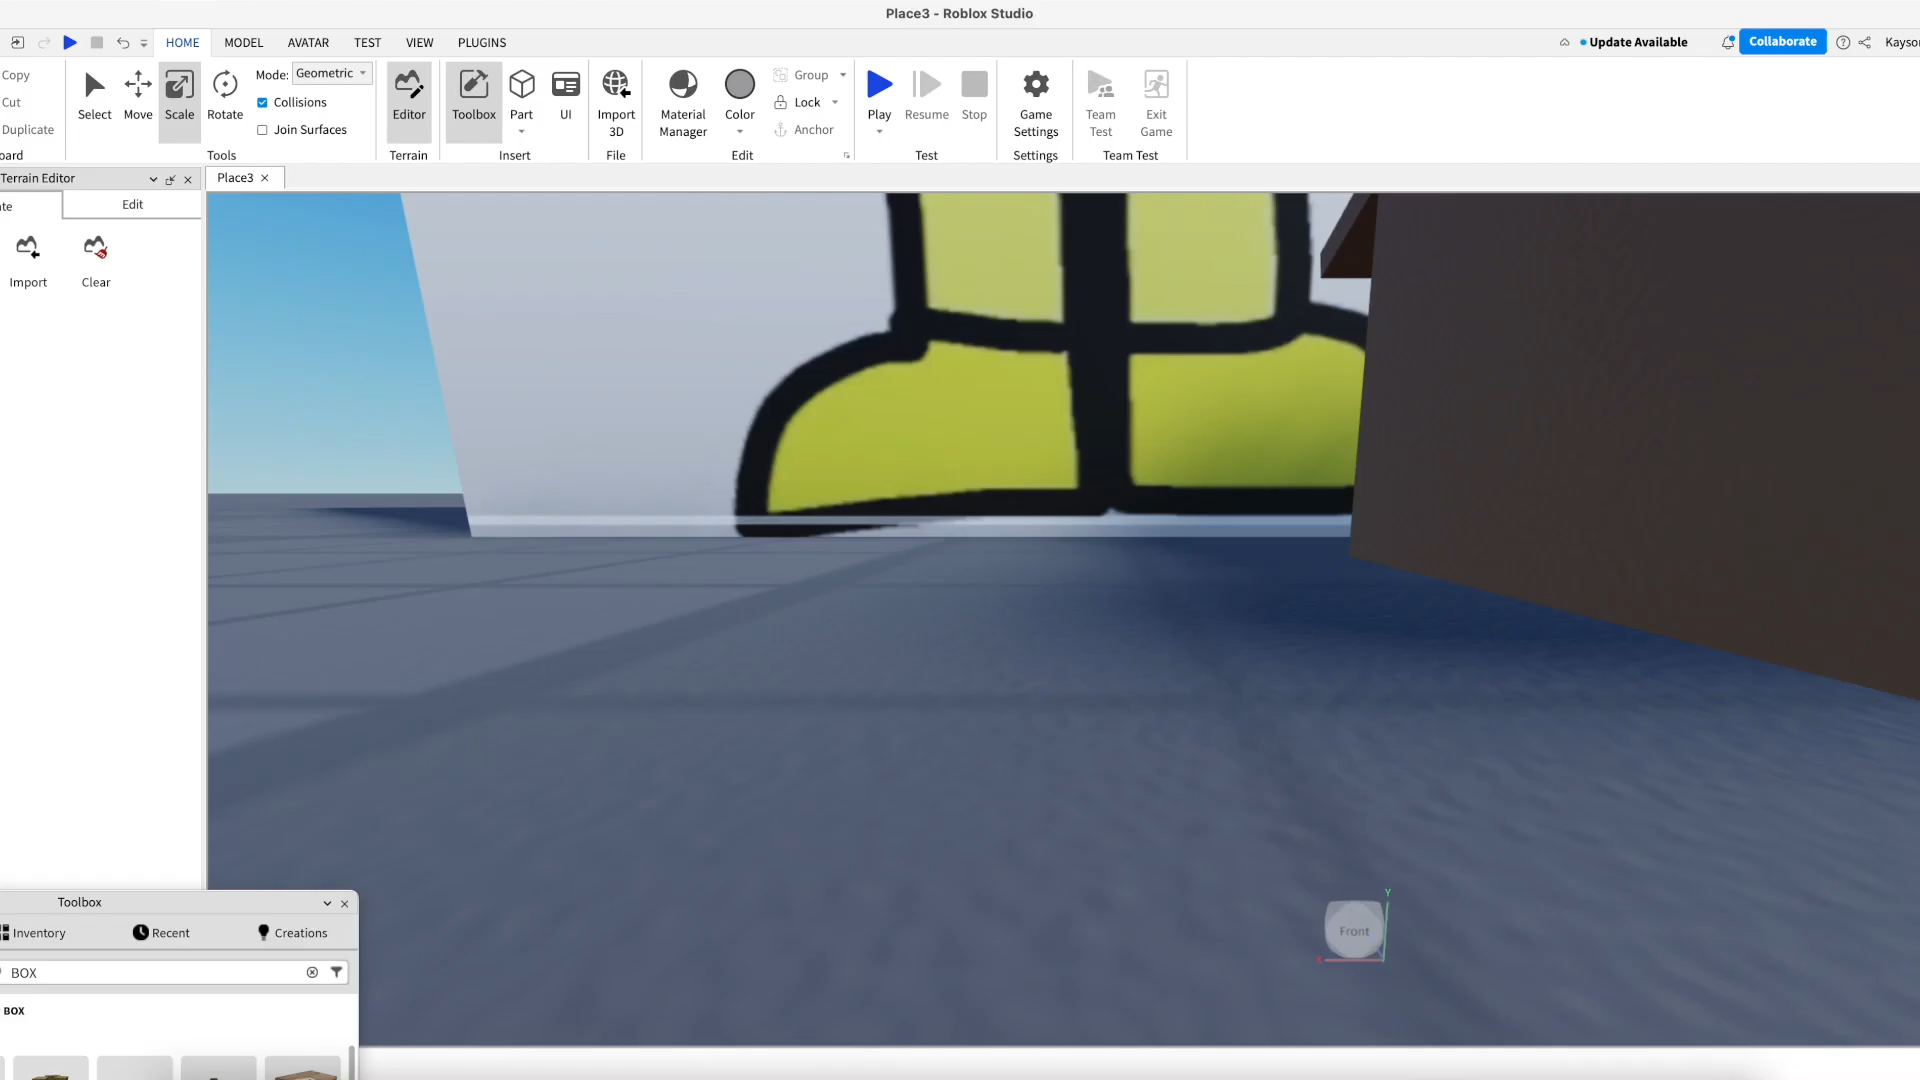 Place3 - Roblox Studio
HOME MODEL AVATAR TEST VIEW PLUGINS
Update Available Collaborate Kayson
Copy
Cut
Duplicate
oard
Select Move Scale Rotate
Mode: Geometric
Collisions
Join Surfaces
Tools
Editor
Terrain
Toolbox Part UI
Insert
Import
3D
File
Material
Manager
Color
Group
Lock
Anchor
Edit
Play Resume Stop
Test
Game
Settings
Settings
Team
Test
Exit
Game
Team Test
Terrain Editor
Place3
te Edit
Import Clear
Y
Front
X
Toolbox
Inventory Recent Creations
BOX
BOX